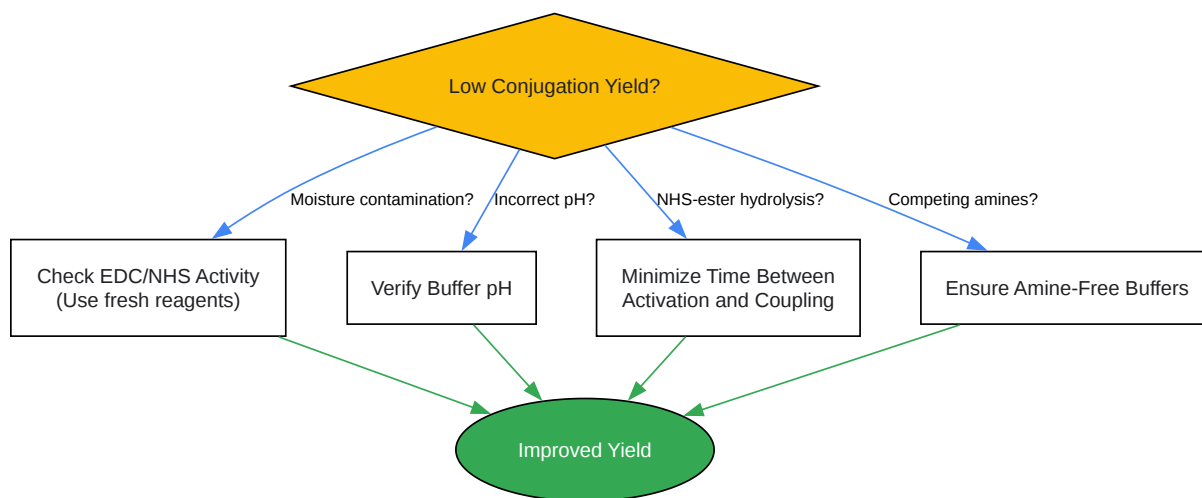 Low Conjugation Yield?
Moisture contamination?
Incorrect pH?
NHS-ester hydrolysis?
Competing amines?
Check EDC/NHS Activity
(Use fresh reagents)
Verify Buffer pH
Minimize Time Between
Activation and Coupling
Ensure Amine-Free Buffers
Improved Yield